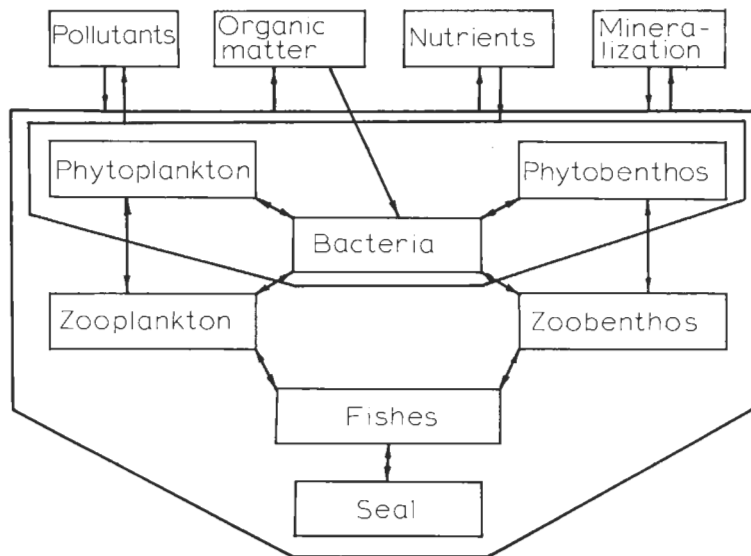 Pollutants
Organic
matter
Nutrients
Minera-
lization
Phytoplankton
Phytobenthos
Bacteria
Zooplankton
Zoobenthos
Fishes
Seal